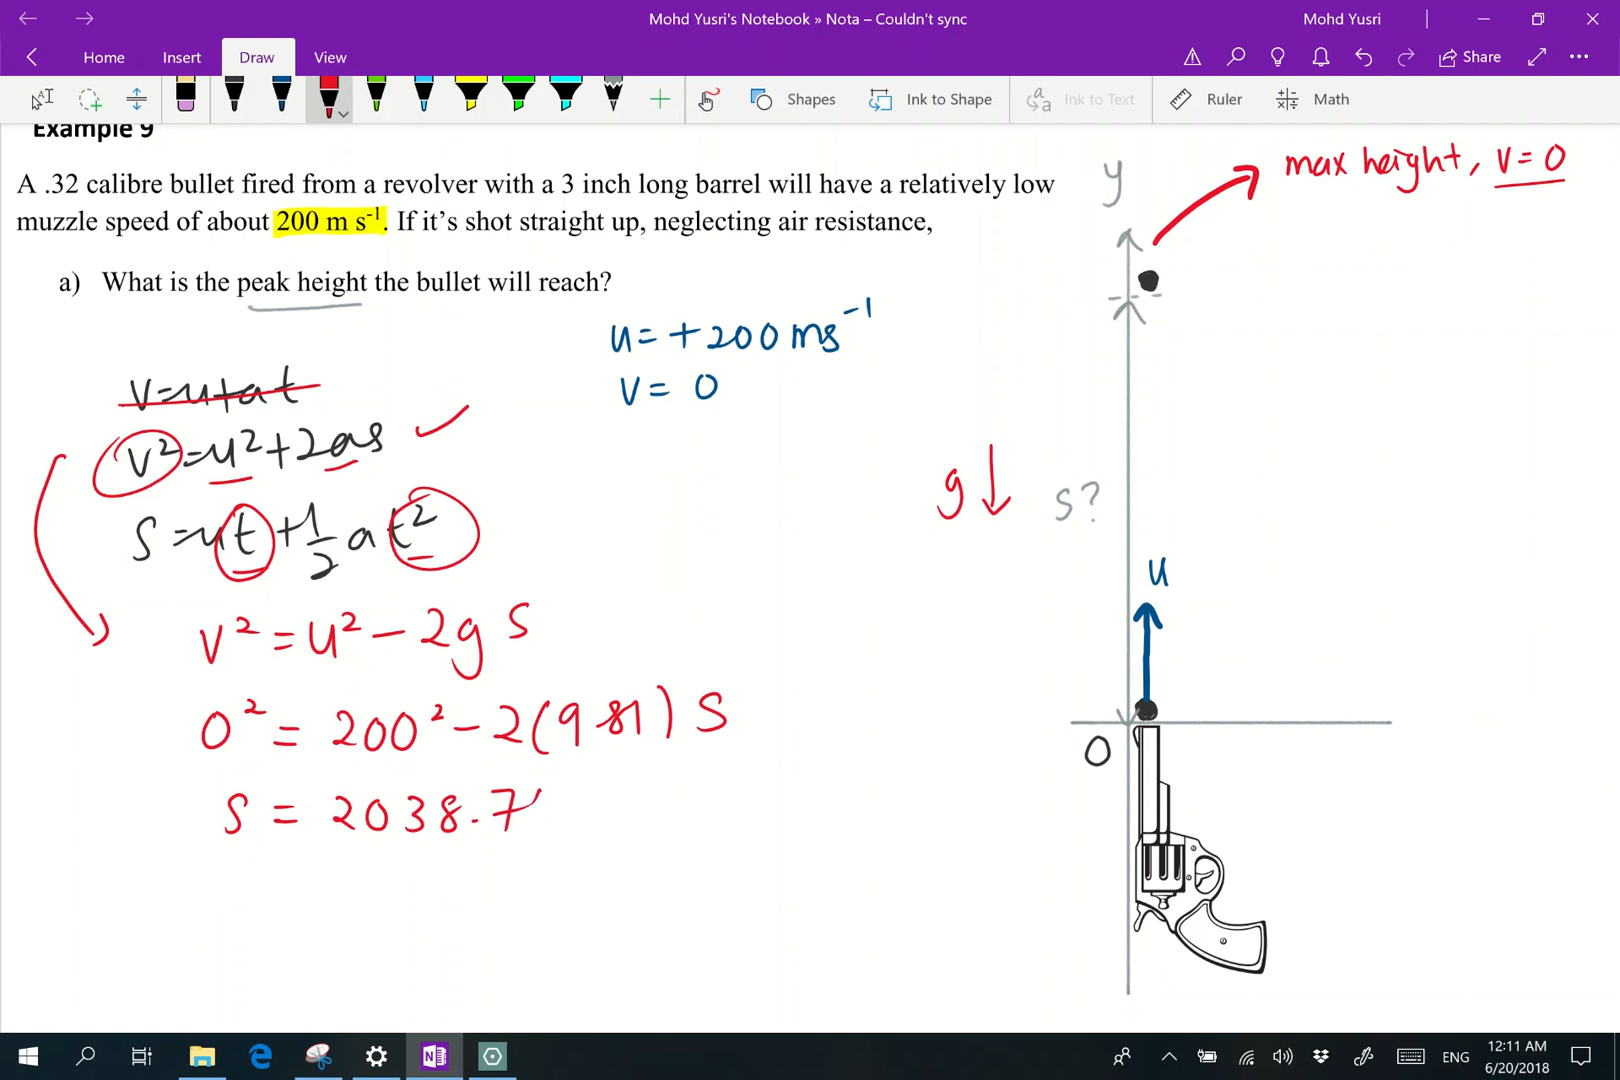 Mohd Yusri's Notebook » Nota – Couldn't sync
Mohd Yusri
Home Insert Draw View
Share
Shapes
Ink to Shape
Ink to Text
Ruler
Math
Example 9
A .32 calibre bullet fired from a revolver with a 3 inch long barrel will have a relatively low
muzzle speed of about 200 m s⁻¹. If it's shot straight up, neglecting air resistance,
a) What is the peak height the bullet will reach?
u = +200 ms⁻¹
v = 0
v = u + at
v² = u² + 2as
s = ut + 1/2 at²
v² = u² − 2gs
0² = 200² − 2(9.81) s
s = 2038.7
y
max height, v = 0
g
s?
u
0
ENG
12:11 AM
6/20/2018